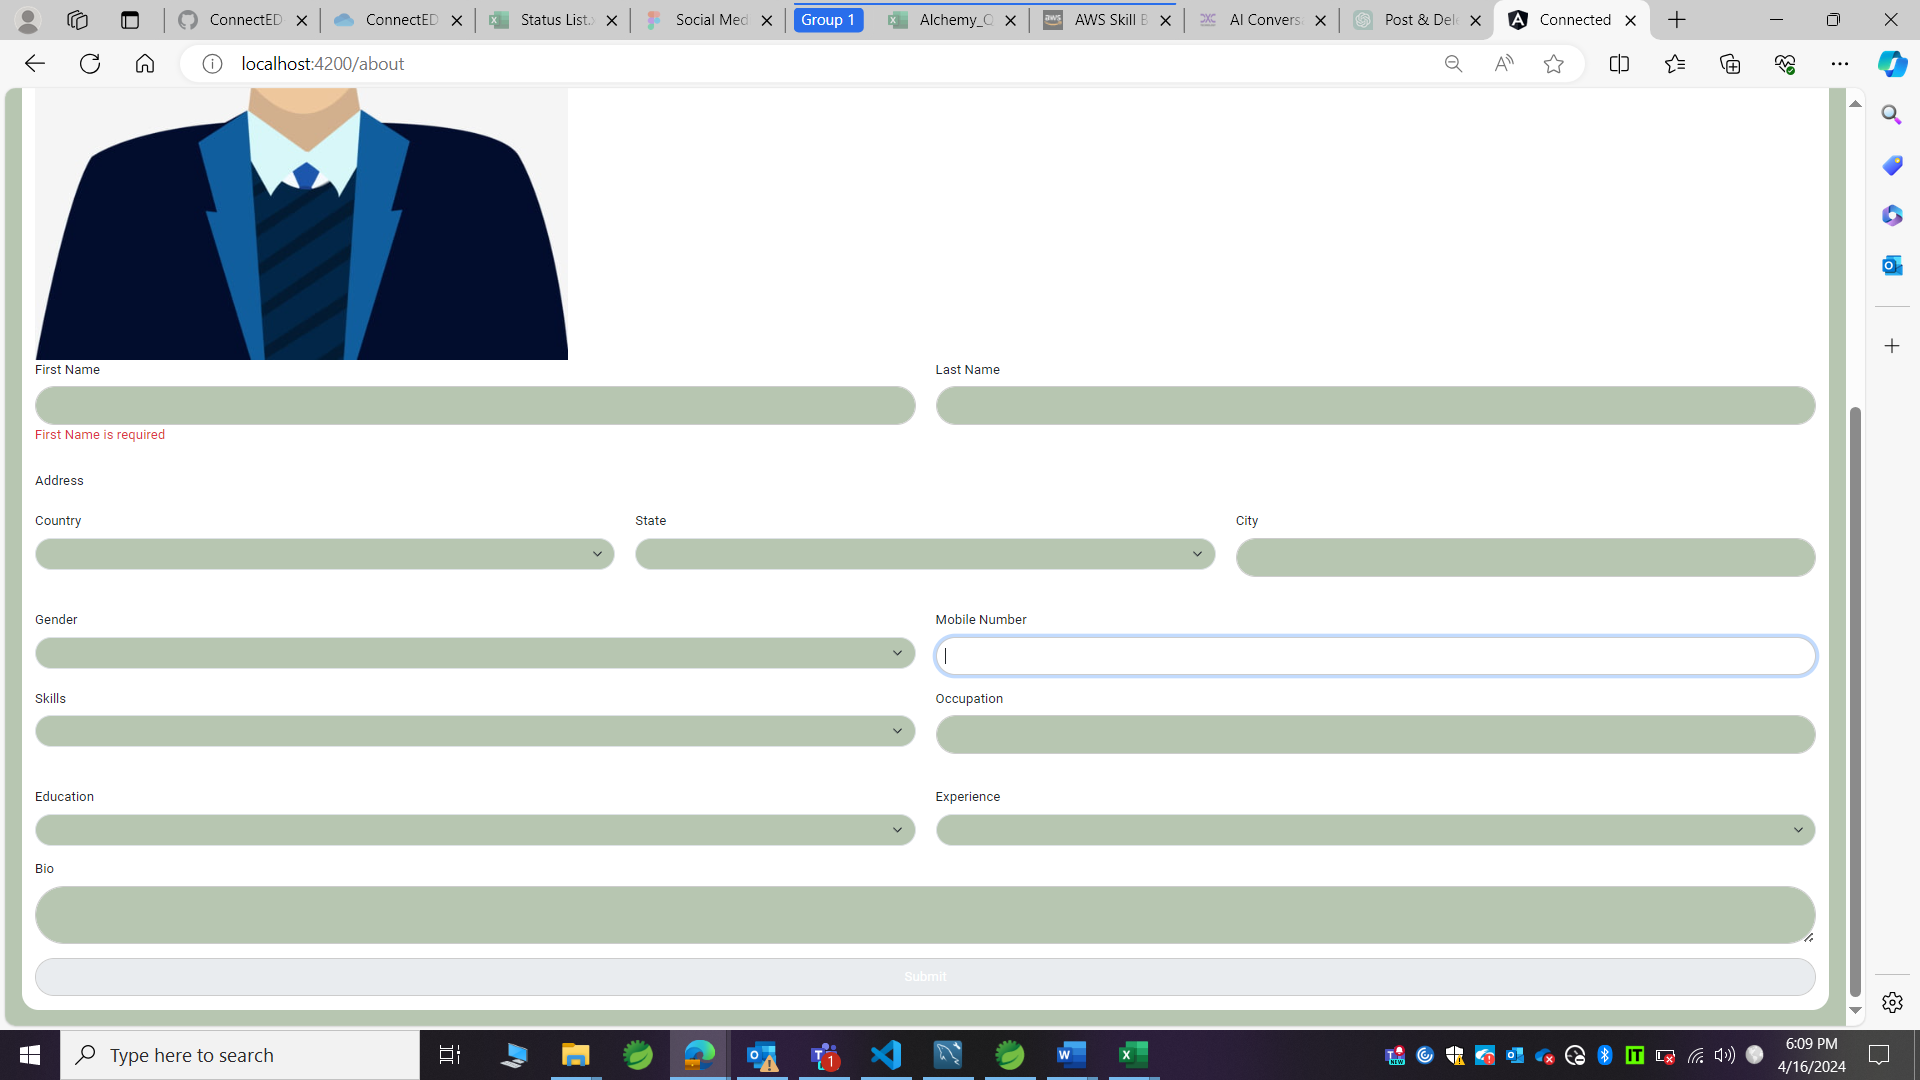 ConnectED
ConnectED
Status List.x
Social Med
Group 1
Alchemy_C
AWS Skill B
AI Convers
Post & Del
Connected
localhost:4200/about
First Name
Last Name
First Name is required
Address
Country
State
City
Gender
Mobile Number
Skills
Occupation
Education
Experience
Bio
Submit
Type here to search
1
6:09 PM
4/16/2024